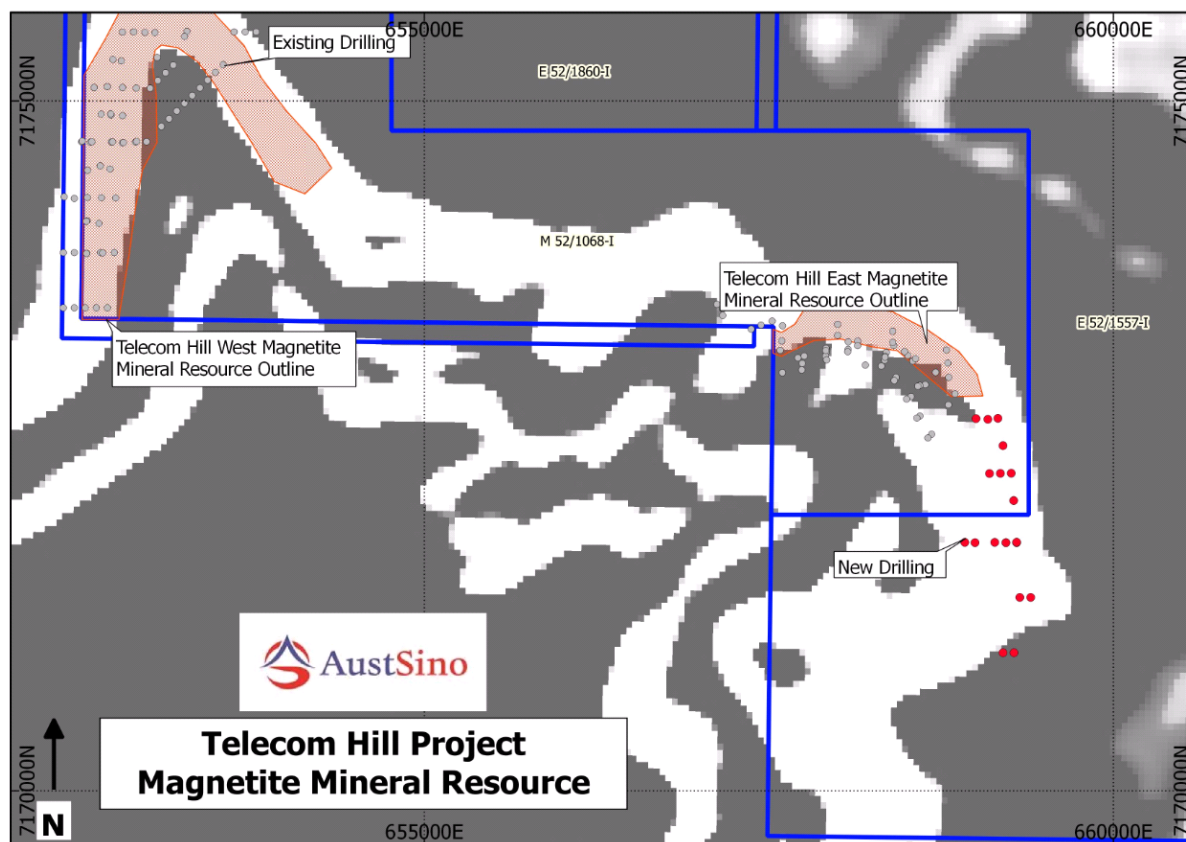 655000E
660000E
Existing Drilling
E 52/1860-I
7175000N
7175000N
M 52/1068-I
Telecom Hill East Magnetite
Mineral Resource Outline
E 52/1557-I
Telecom Hill West Magnetite
Mineral Resource Outline
New Drilling
AustSino
Telecom Hill Project
Magnetite Mineral Resource
N
7170000N
7170000N
655000E
660000E